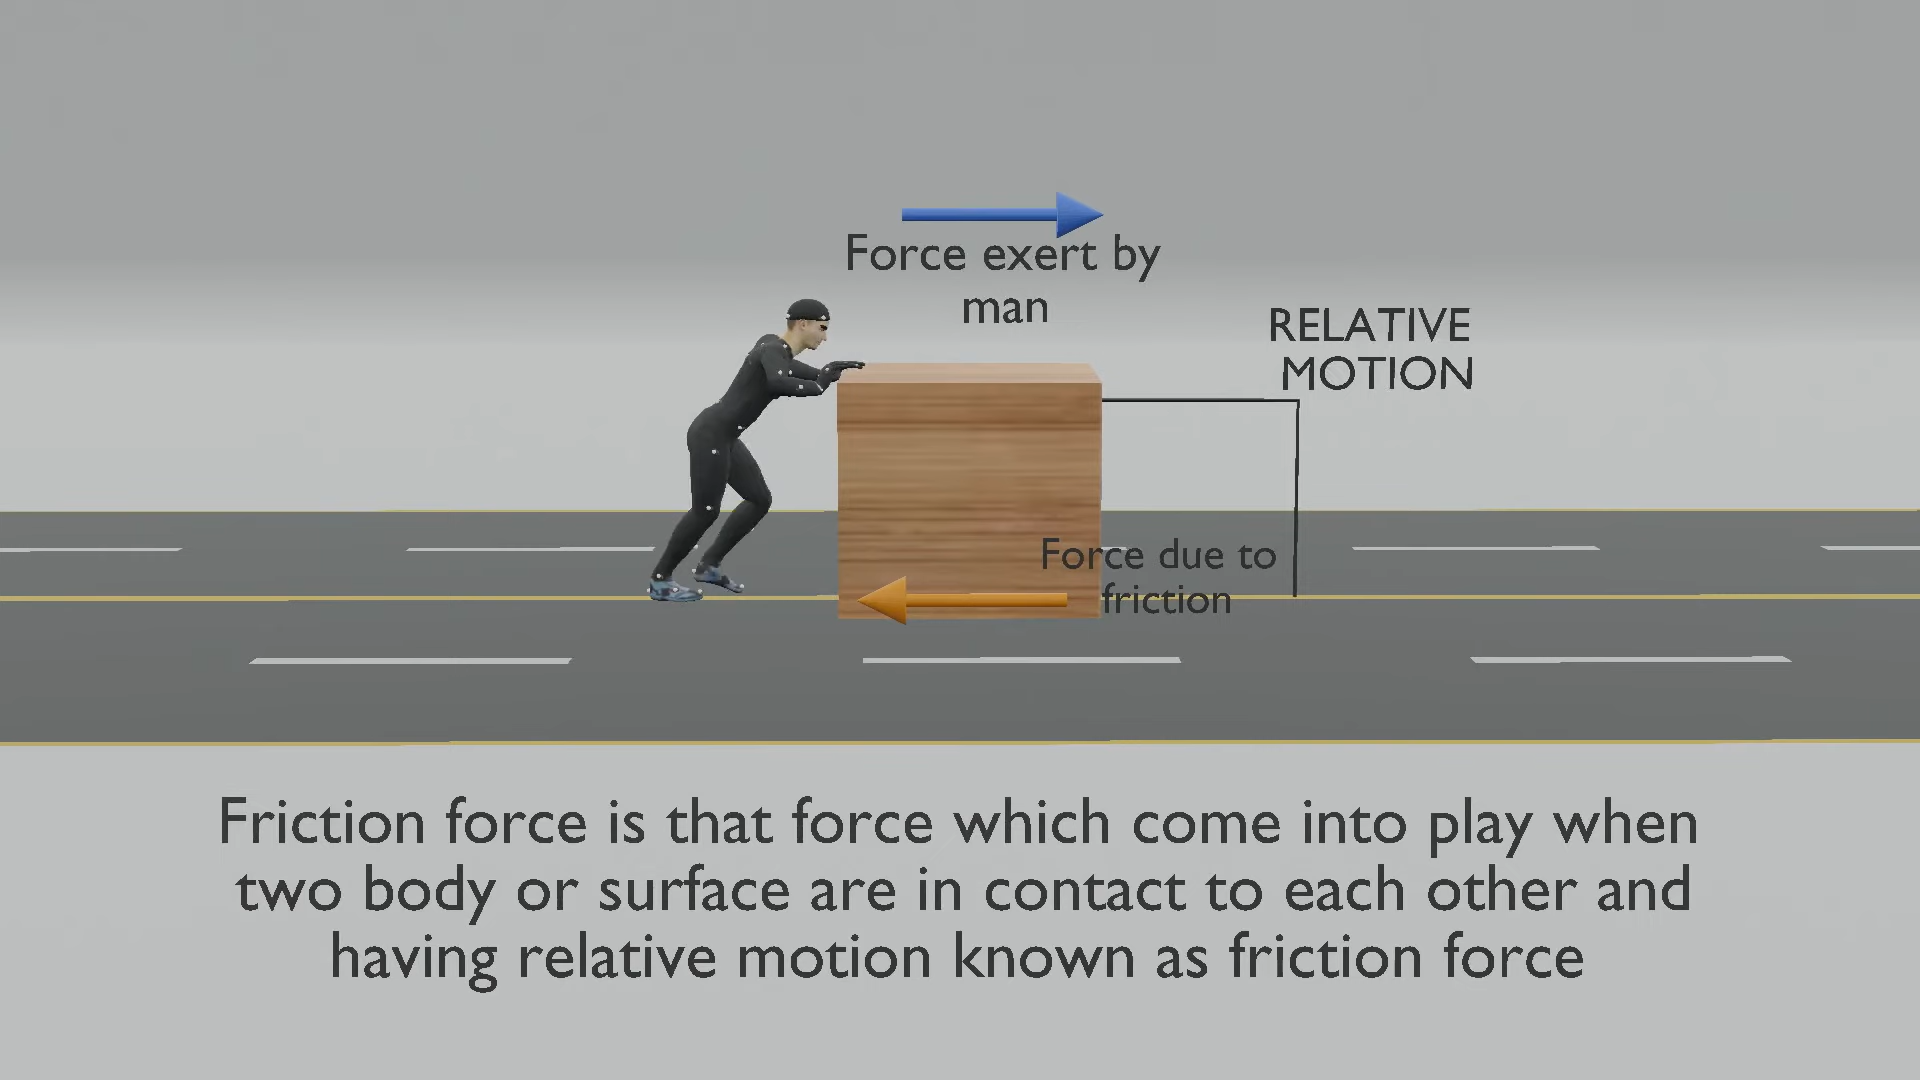 Force exert by
man
RELATIVE
MOTION
Force due to
friction
Friction force is that force which come into play when
two body or surface are in contact to each other and
having relative motion known as friction force